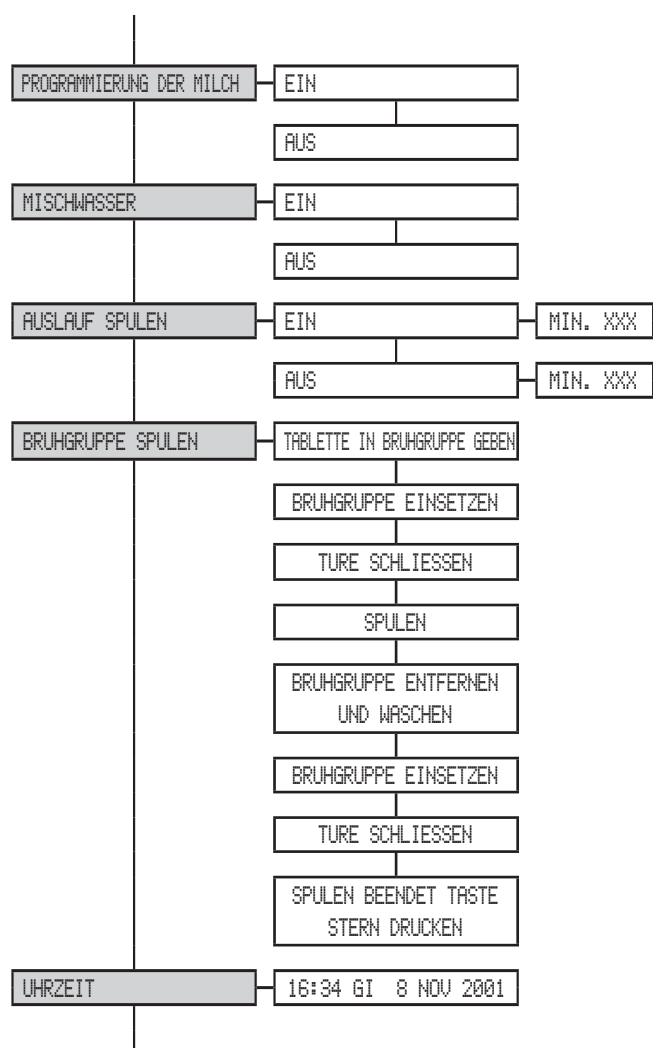 PROGRAMMIERUNG DER MILCH EIN
AUS
MISCHWASSER EIN
AUS
AUSLAUF SPULEN EIN MIN. XXX
AUS MIN. XXX
BRUHGRUPPE SPULEN TABLETTE IN BRUHGRUPPE GEBEN
BRUHGRUPPE EINSETZEN
TURE SCHLIESSEN
SPULEN
BRUHGRUPPE ENTFERNEN
UND WASCHEN
BRUHGRUPPE EINSETZEN
TURE SCHLIESSEN
SPULEN BEENDET TASTE
STERN DRUCKEN
UHRZEIT 16:34 GI 8 NOV 2001